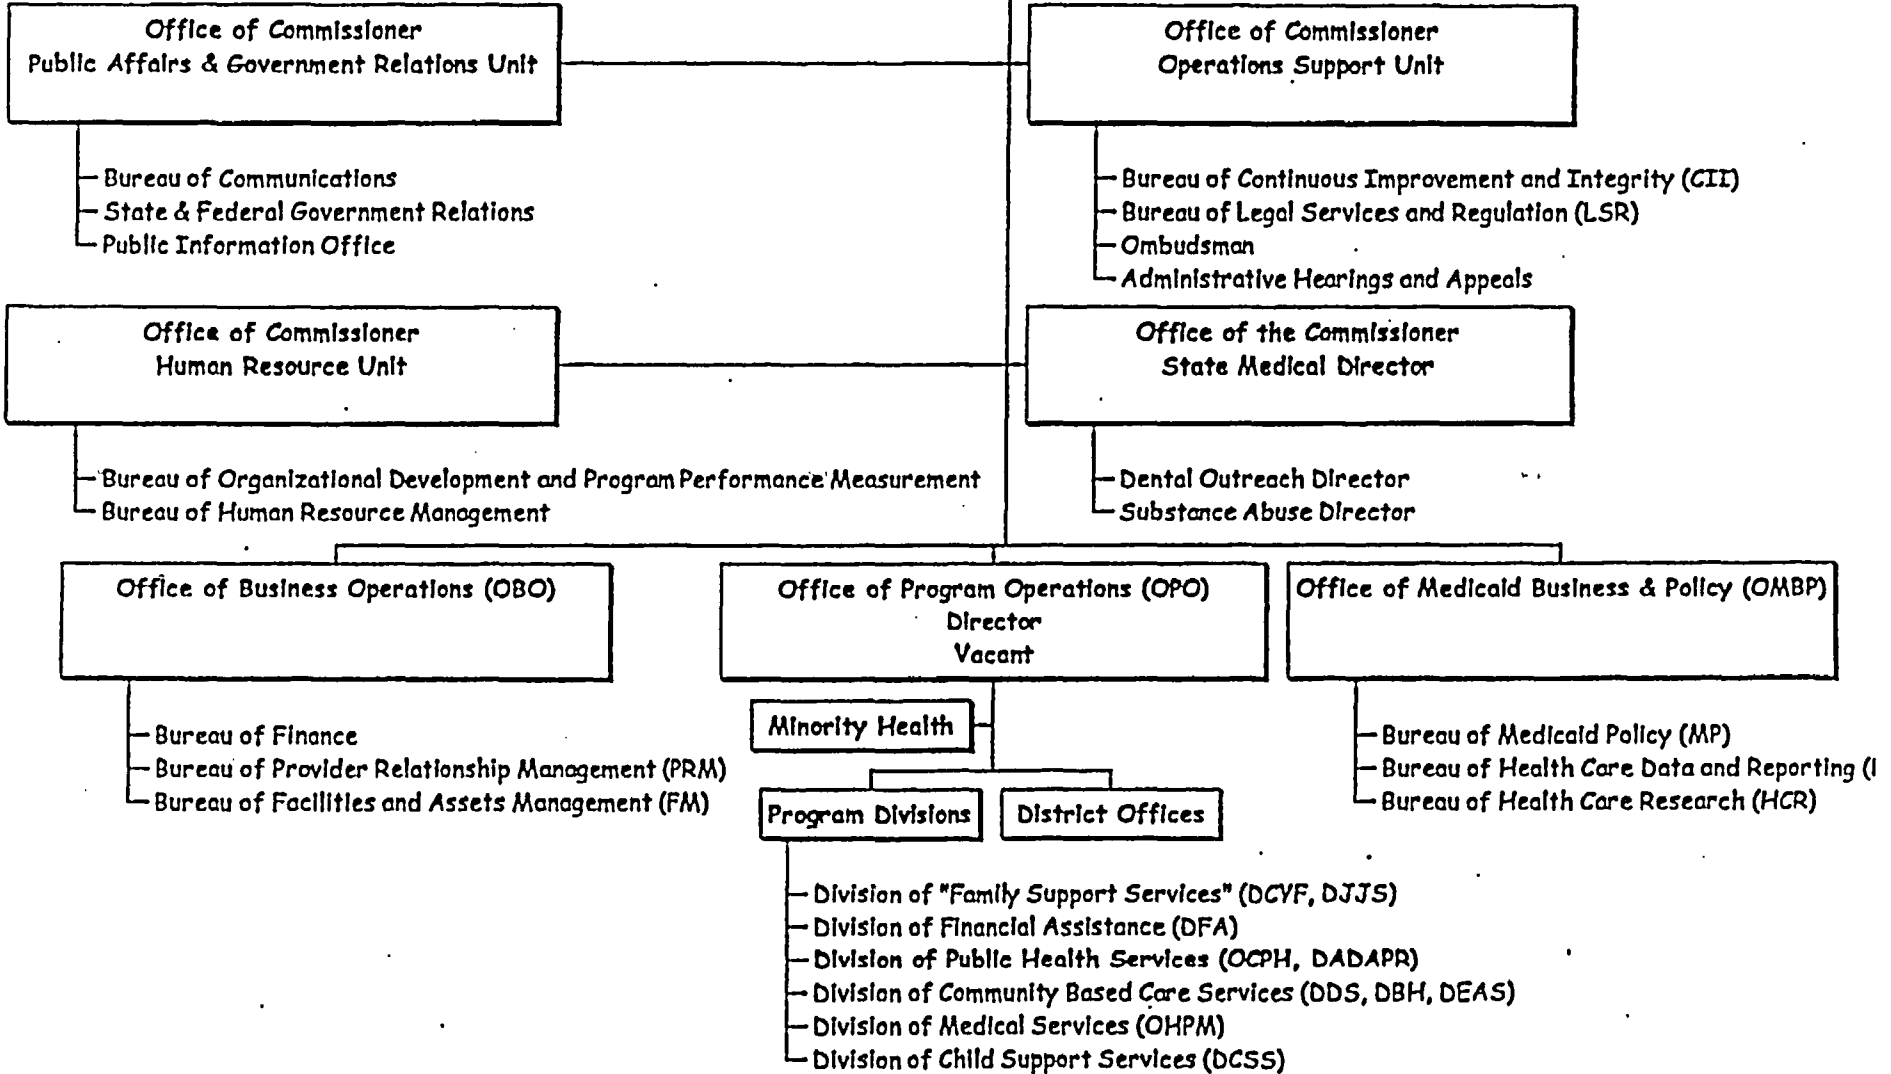 Office of Commissioner
Public Affairs & Government Relations Unit
Bureau of Communications
State & Federal Government Relations
Public Information Office
Office of Commissioner
Operations Support Unit
Bureau of Continuous Improvement and Integrity (CII)
Bureau of Legal Services and Regulation (LSR)
Ombudsman
Administrative Hearings and Appeals
Office of Commissioner
Human Resource Unit
Bureau of Organizational Development and Program Performance Measurement
Bureau of Human Resource Management
Office of the Commissioner
State Medical Director
Dental Outreach Director
Substance Abuse Director
Office of Business Operations (OBO)
Bureau of Finance
Bureau of Provider Relationship Management (PRM)
Bureau of Facilities and Assets Management (FM)
Office of Program Operations (OPO)
Director
Vacant
Minority Health
Program Divisions
District Offices
Division of "Family Support Services" (DCYF, DJJS)
Division of Financial Assistance (DFA)
Division of Public Health Services (OCPH, DADAPR)
Division of Community Based Care Services (DDS, DBH, DEAS)
Division of Medical Services (OHPM)
Division of Child Support Services (DCSS)
Office of Medicaid Business & Policy (OMBP)
Bureau of Medicaid Policy (MP)
Bureau of Health Care Data and Reporting (
Bureau of Health Care Research (HCR)